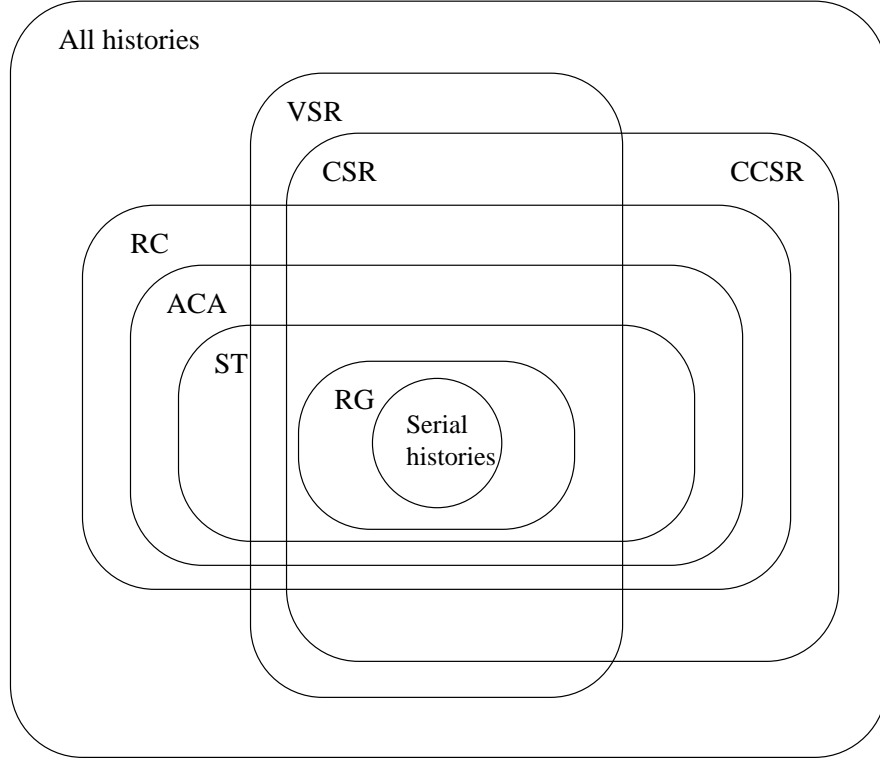 All histories
VSR
CSR
CCSR
RC
ACA
ST
RG
Serial
histories